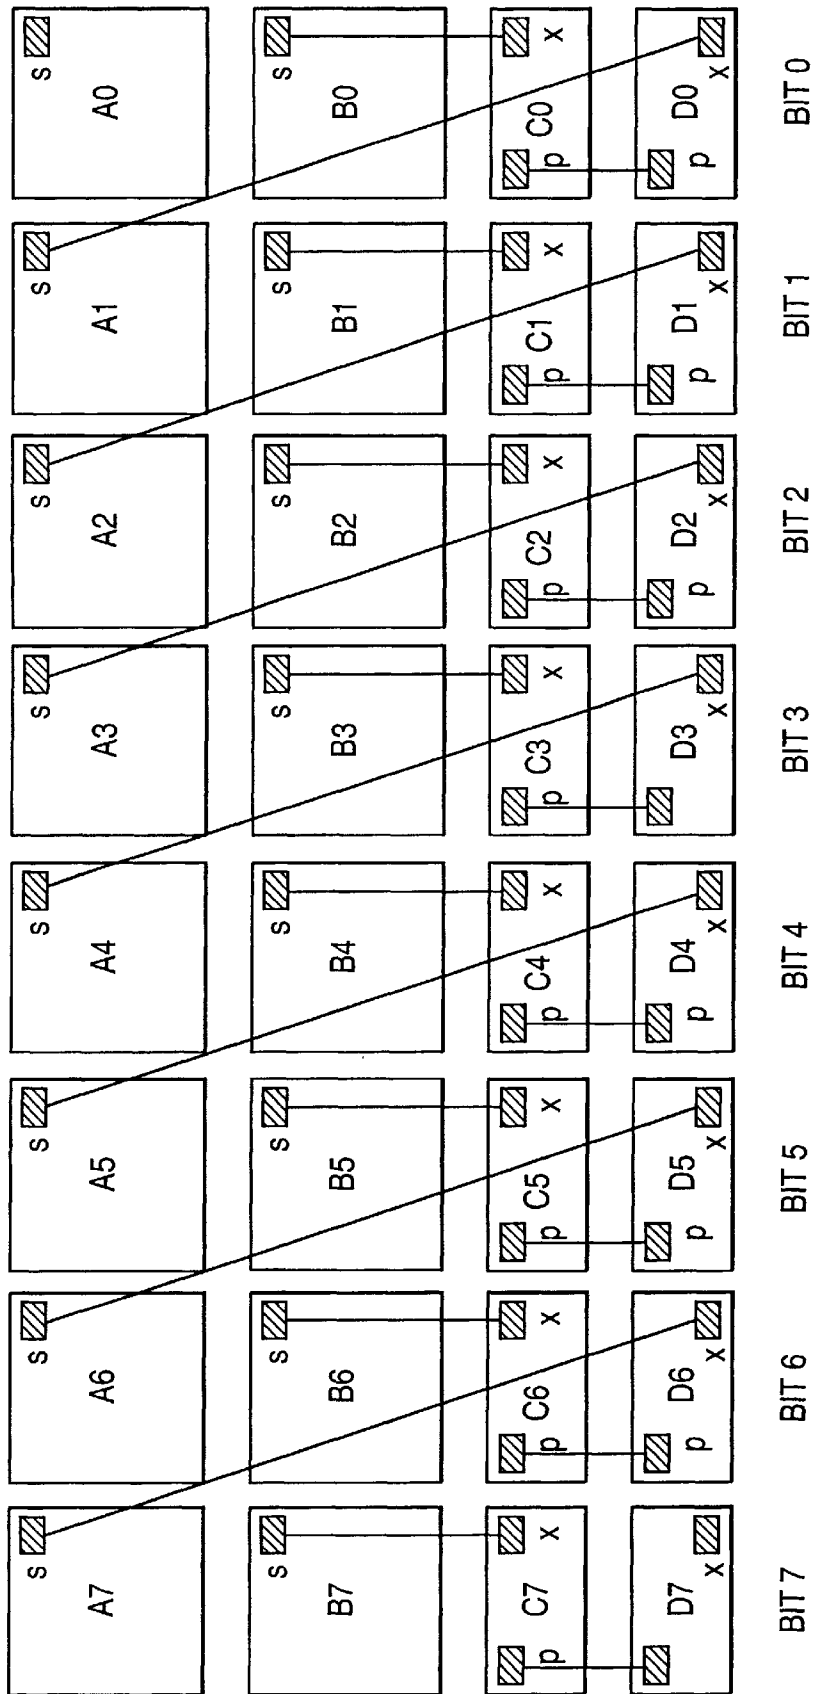 s s s s s s s s
A7 A6 A5 A4 A3 A2 A1 A0
s s s s s s s s
B7 B6 B5 B4 B3 B2 B1 B0
p C7 x p C6 x p C5 x p C4 x p C3 x p C2 x p C1 x p C0 x
D7 x p D6 x p D5 x p D4 x D3 x p D2 x p D1 x p D0 x
BIT 7 BIT 6 BIT 5 BIT 4 BIT 3 BIT 2 BIT 1 BIT 0